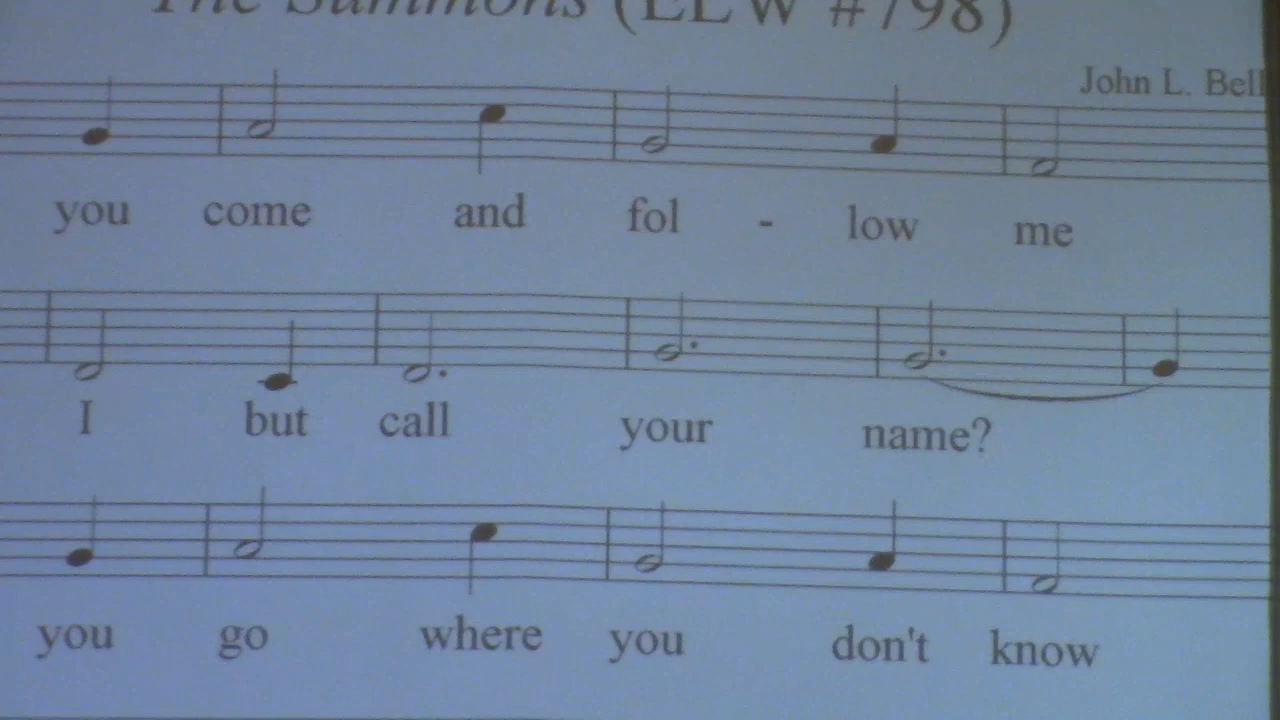 The Summons (ELW #798)
John L. Bell
you come and fol - low me
I but call your name?
you go where you don't know